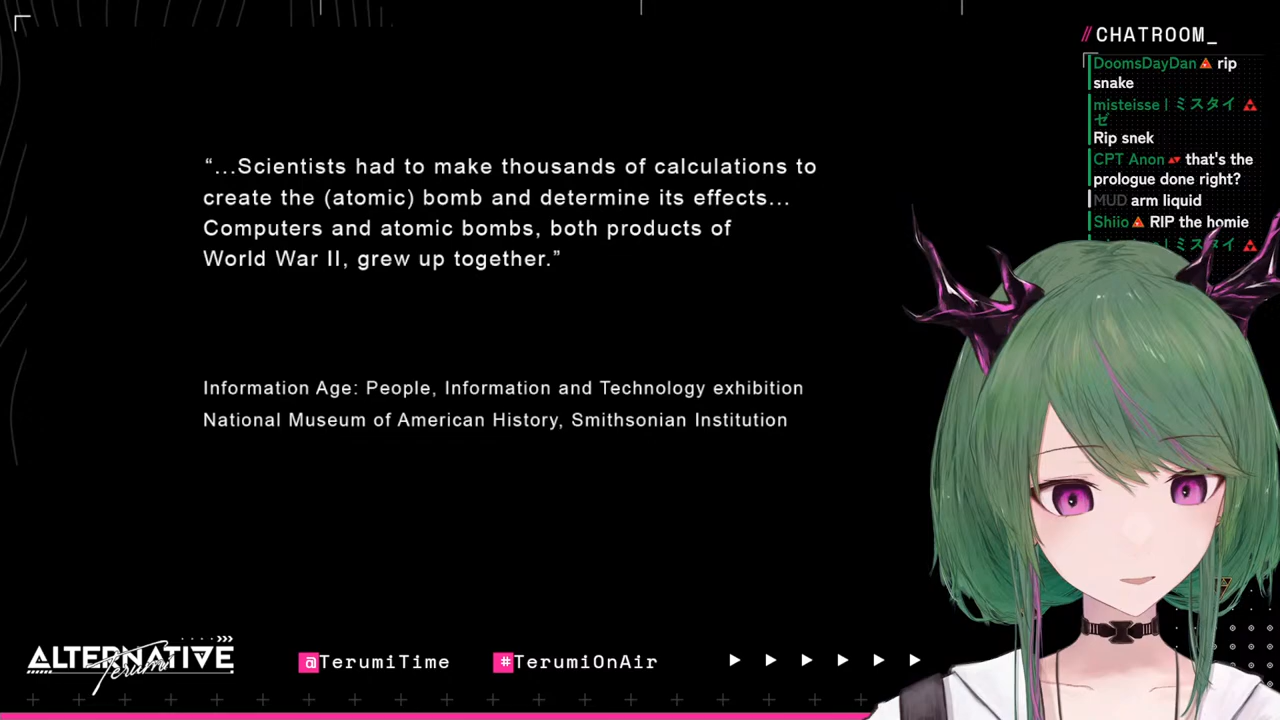 “...Scientists had to make thousands of calculations to
create the (atomic) bomb and determine its effects...
Computers and atomic bombs, both products of
World War II, grew up together.”
Information Age: People, Information and Technology exhibition
National Museum of American History, Smithsonian Institution
//CHATROOM_
DoomsDayDan rip
snake
misteisse | ミスタイ
ゼ
Rip snek
CPT Anon that's the
prologue done right?
MUD arm liquid
Shiio RIP the homie
ALTERNATIVE
Terumi
@TerumiTime #TerumiOnAir